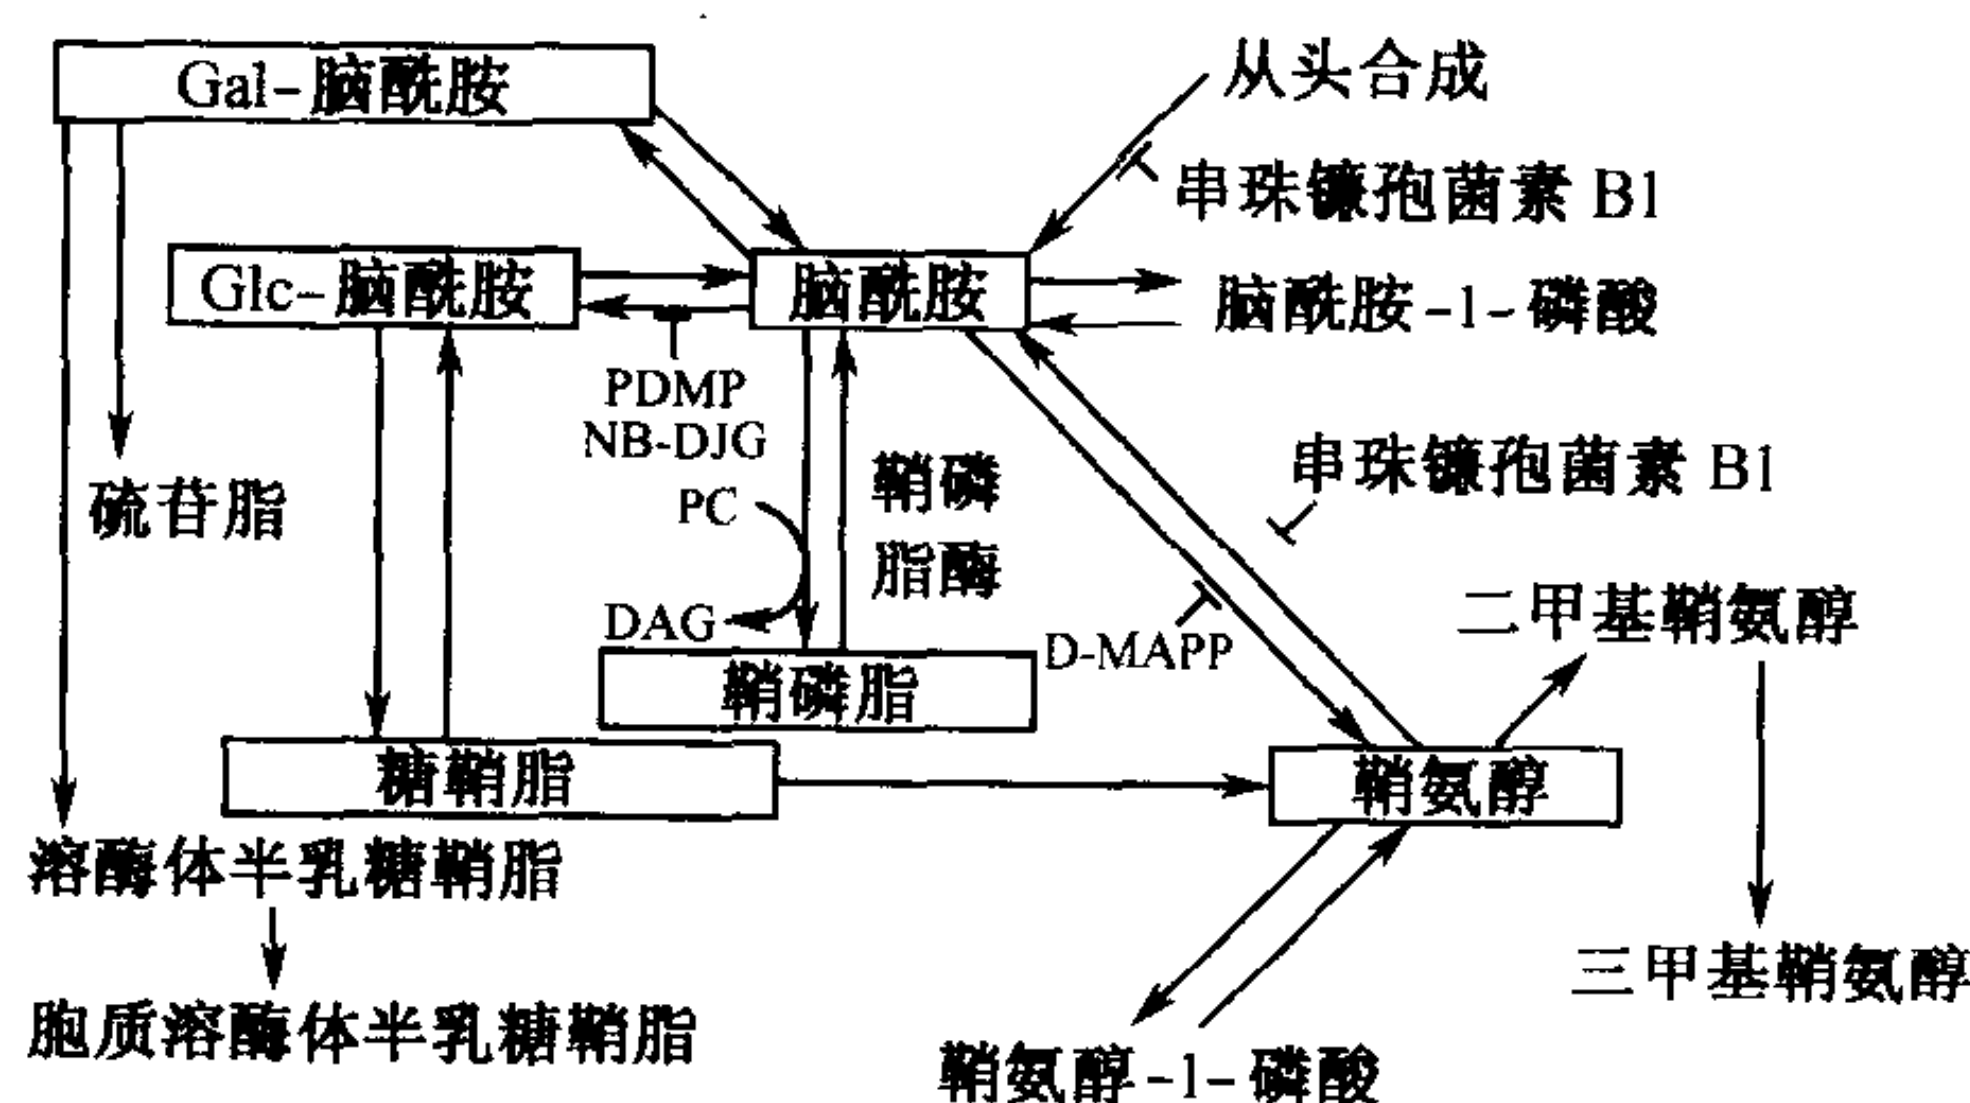 Gal-脑酰胺
从头合成
串珠镰孢菌素 B1
Glc-脑酰胺
脑酰胺
脑酰胺-1-磷酸
PDMP
NB-DJG
串珠镰孢菌素 B1
硫苷脂
PC
鞘磷
脂酶
DAG
D-MAPP
二甲基鞘氨醇
鞘磷脂
糖鞘脂
鞘氨醇
溶酶体半乳糖鞘脂
三甲基鞘氨醇
胞质溶酶体半乳糖鞘脂
鞘氨醇-1-磷酸